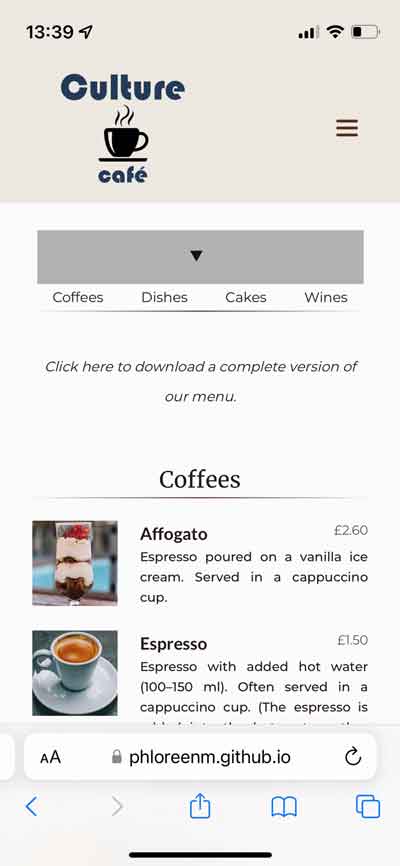 13:39
Culture
café
Coffees Dishes Cakes Wines
Click here to download a complete version of
our menu.
Coffees
Affogato £2.60
Espresso poured on a vanilla ice
cream. Served in a cappuccino
cup.
Espresso £1.50
Espresso with added hot water
(100–150 ml). Often served in a
cappuccino cup. (The espresso is
AA phloreenm.github.io